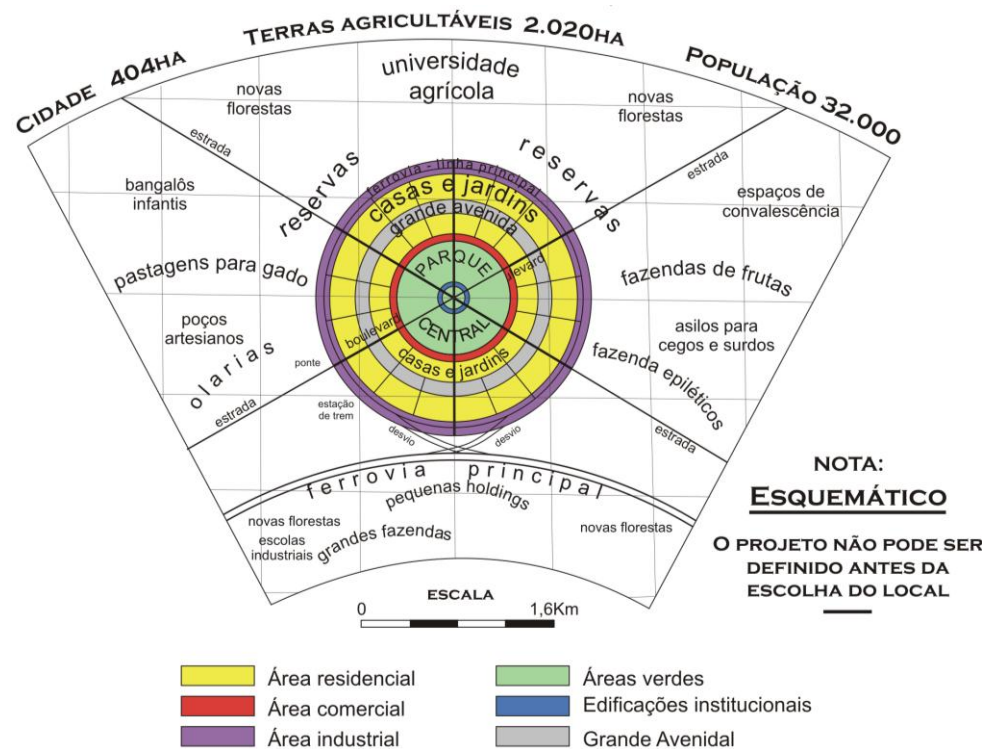 CIDADE 404HA
TERRAS AGRICULTÁVEIS 2.020HA
POPULAÇÃO 32.000
universidade
agrícola
novas
florestas
novas
florestas
estrada
estrada
reservas
reservas
bangalôs
infantis
espaços de
convalescência
ferrovia - linha principal
casas e jardins
grande avenida
PARQUE
CENTRAL
levard
boulevard
casas e jardins
pastagens para gado
fazendas de frutas
poços
artesianos
asilos para
cegos e surdos
olarias
fazenda epiléticos
ponte
estrada
estrada
estação
de trem
desvio
desvio
ferrovia principal
pequenas holdings
novas florestas
novas florestas
escolas
industriais
grandes fazendas
NOTA:
ESQUEMÁTICO
O PROJETO NÃO PODE SER
DEFINIDO ANTES DA
ESCOLHA DO LOCAL
ESCALA
0 1,6Km
Área residencial
Área comercial
Área industrial
Áreas verdes
Edificações institucionais
Grande Avenidal